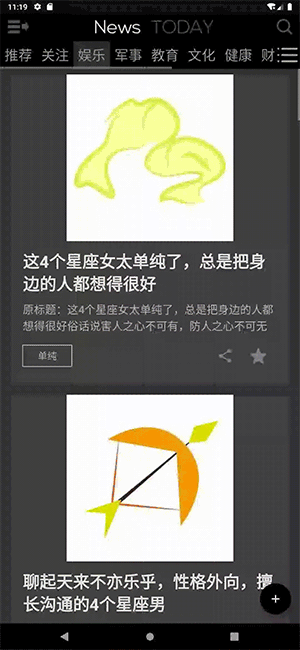 11:19
News TODAY
推荐 关注 娱乐 军事 教育 文化 健康 财
这4个星座女太单纯了，总是把身
边的人都想得很好
原标题：这4个星座女太单纯了，总是把身边的人都
想得很好俗话说害人之心不可有，防人之心不可无
单纯
聊起天来不亦乐乎，性格外向，擅
长沟通的4个星座男